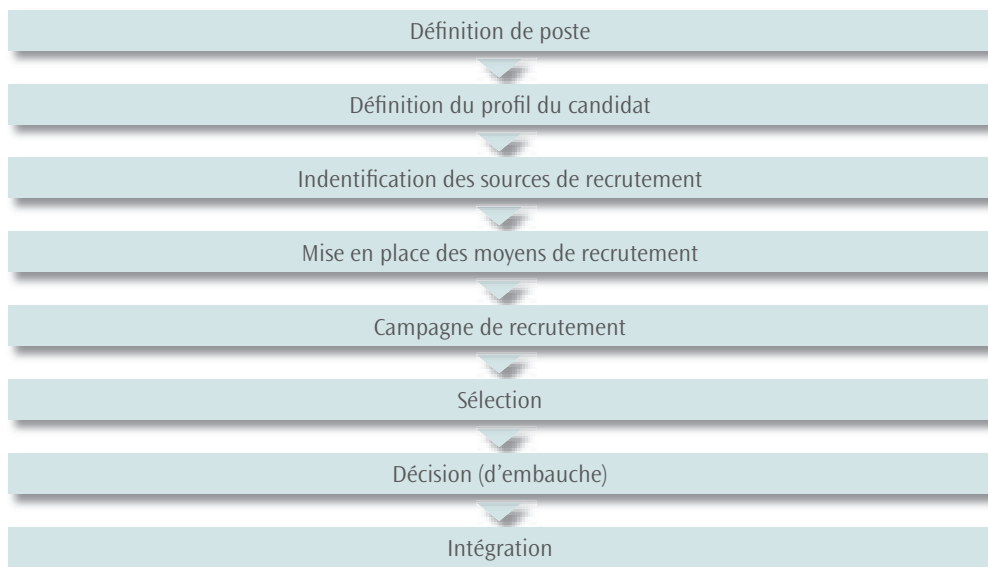 Définition de poste
Définition du profil du candidat
Indentification des sources de recrutement
Mise en place des moyens de recrutement
Campagne de recrutement
Sélection
Décision (d’embauche)
Intégration